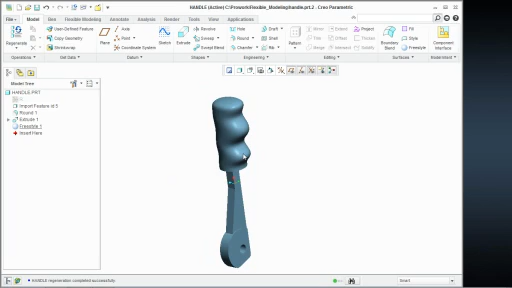 HANDLE (Active) C:\Prowork\Flexible_Modeling\handle.prt.2 - Creo Parametric
File Model Flex Flexible Modeling Analysis Annotate Render Tools View Applications
User-Defined Feature Axis Revolve Hole Draft Project Fill
Copy Geometry Point Sweep Round Shell Style
Regenerate Shrinkwrap Plane Coordinate System Sketch Extrude Swept Blend Chamfer Rib Pattern Boundary Blend Freestyle Component Interface
Operations Get Data Datum Shapes Engineering Editing Surfaces Model Intent
Model Tree
HANDLE.PRT
Import Feature id 5
Round 1
Extrude 1
Freestyle 1
Insert Here
HANDLE regeneration completed successfully.
Smart